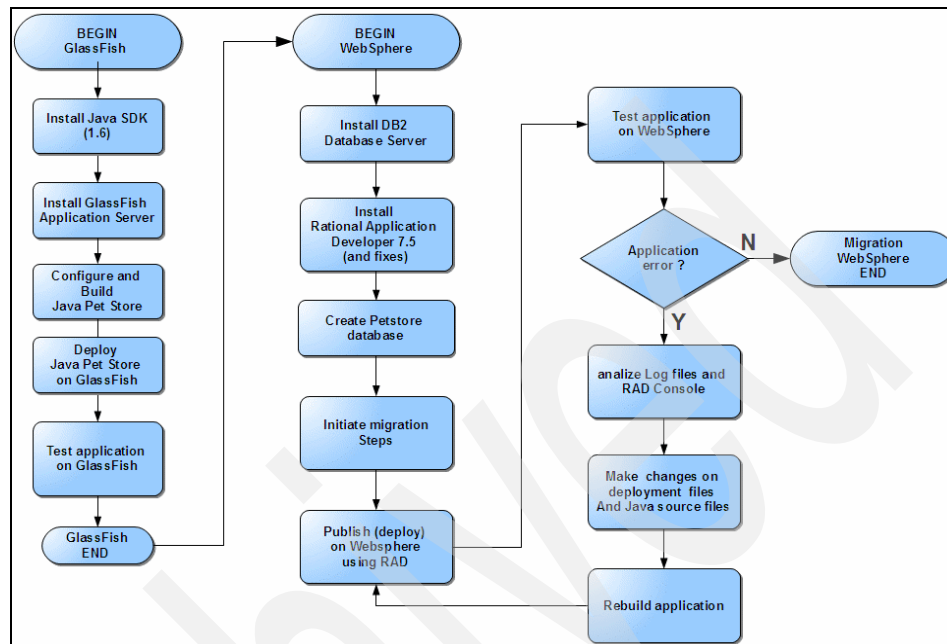 BEGIN
GlassFish
Install Java SDK
(1.6)
Install GlassFish
Application Server
Configure and
Build
Java Pet Store
Deploy
Java Pet Store
on GlassFish
Test application
on GlassFish
GlassFish
END
BEGIN
WebSphere
Install DB2
Database Server
Install
Rational Application
Developer 7.5
(and fixes)
Create Petstore
database
Initiate migration
Steps
Publish (deploy)
on Websphere
using RAD
Test application
on WebSphere
Application
error ?
N
Migration
WebSphere
END
Y
analize Log files and
RAD Console
Make changes on
deployment files
And Java source files
Rebuild application